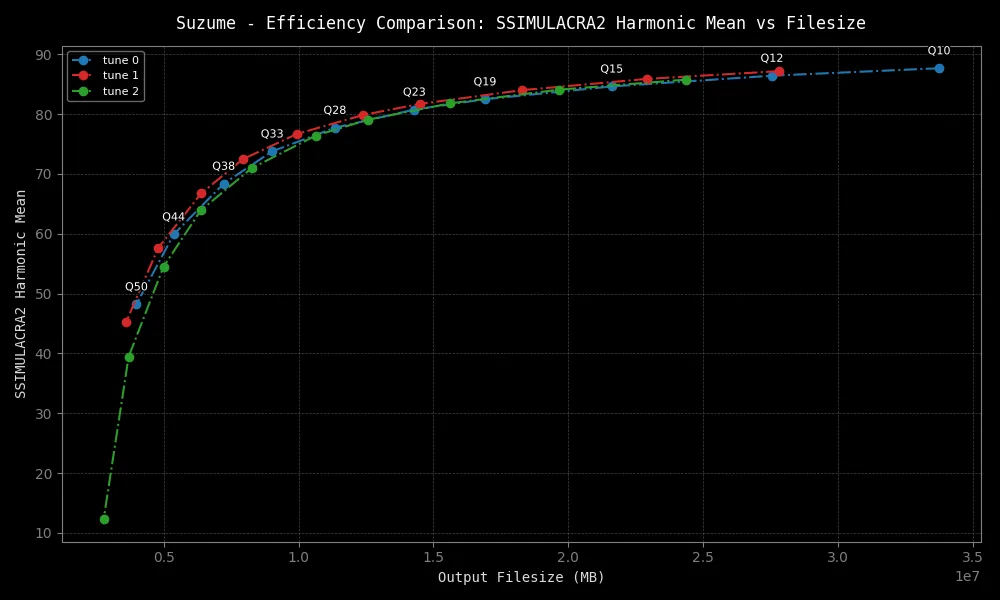 Suzume - Efficiency Comparison: SSIMULACRA2 Harmonic Mean vs Filesize
tune 0
tune 1
tune 2
SSIMULACRA2 Harmonic Mean
90
80
70
60
50
40
30
20
10
Q50
Q44
Q38
Q33
Q28
Q23
Q19
Q15
Q12
Q10
0.5
1.0
1.5
2.0
2.5
3.0
3.5
1e7
Output Filesize (MB)